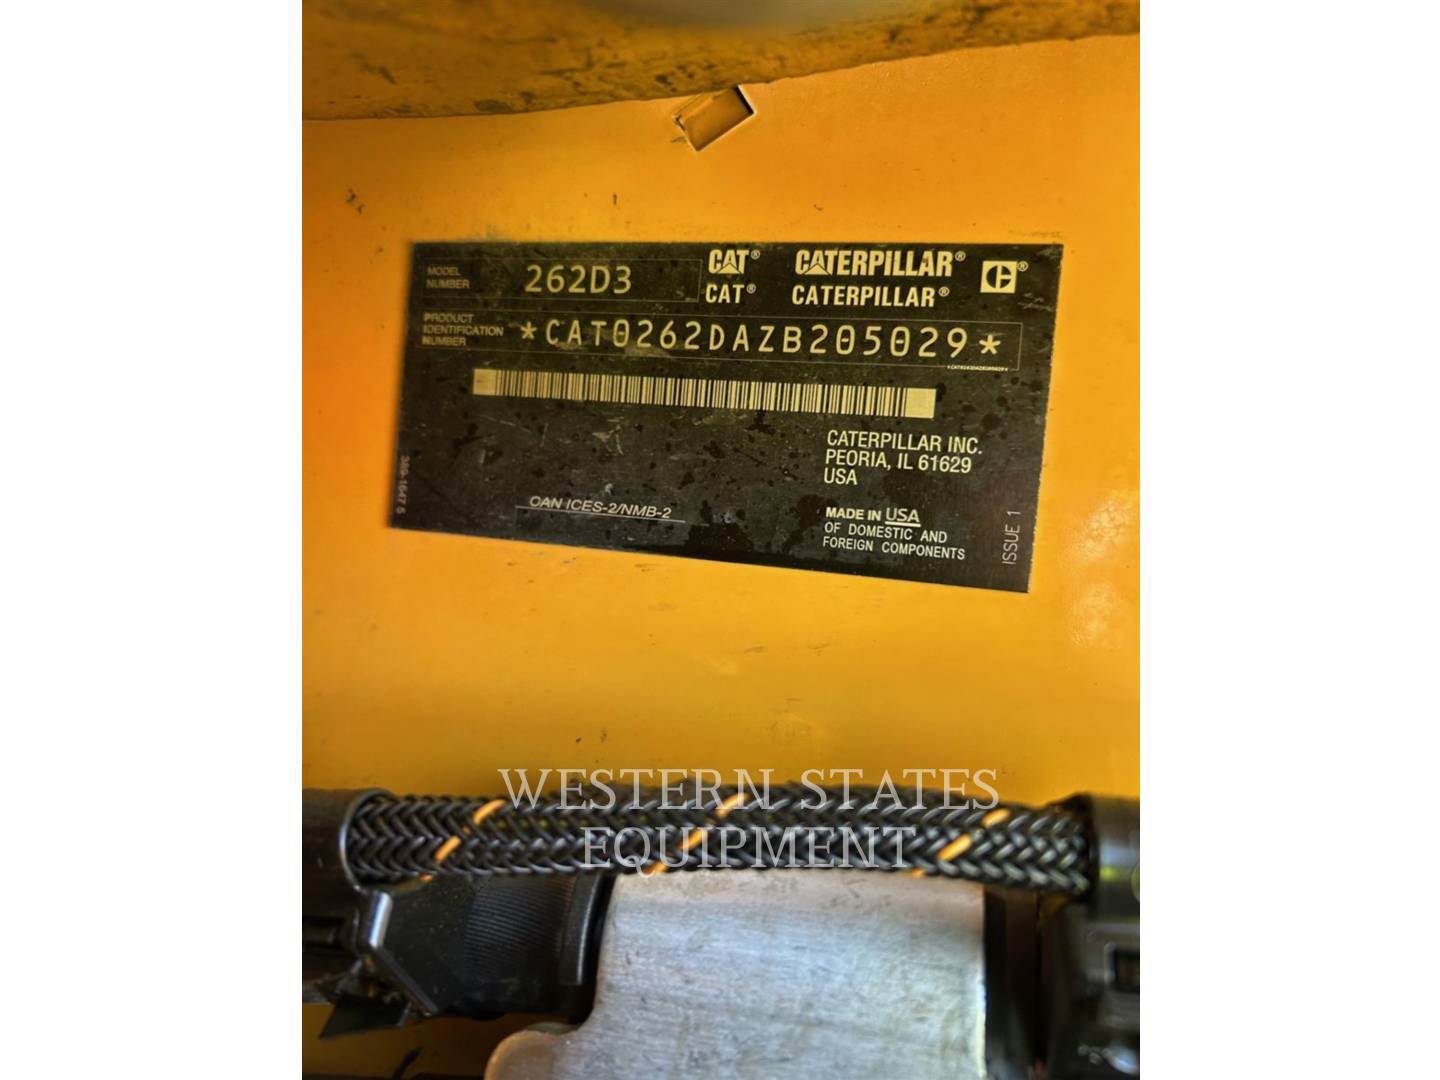 MODEL NUMBER 262D3
CAT® CATERPILLAR®
CAT® CATERPILLAR®
PRODUCT IDENTIFICATION NUMBER *CAT0262DAZB205029*
CATERPILLAR INC.
PEORIA, IL 61629
USA
CAN ICES-2/NMB-2
MADE IN USA
OF DOMESTIC AND
FOREIGN COMPONENTS
ISSUE 1
WESTERN STATES
EQUIPMENT